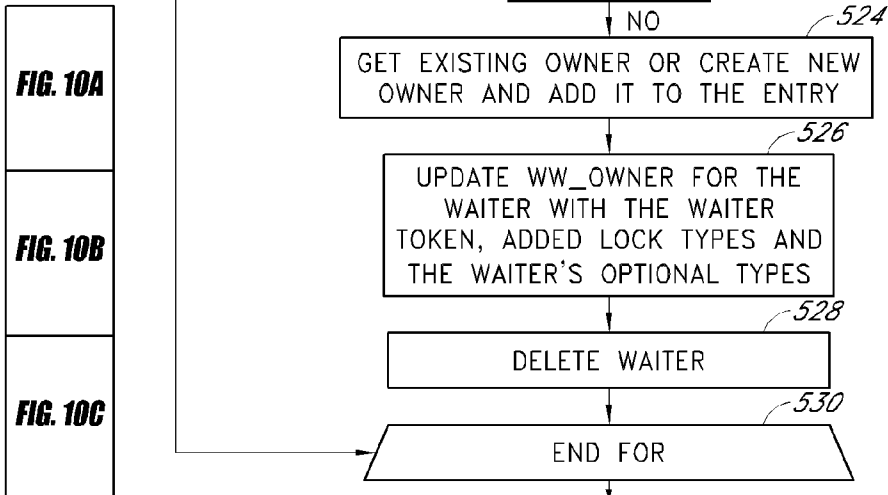 FIG. 10A
FIG. 10B
FIG. 10C
NO
524
GET EXISTING OWNER OR CREATE NEW
OWNER AND ADD IT TO THE ENTRY
526
UPDATE WW_OWNER FOR THE
WAITER WITH THE WAITER
TOKEN, ADDED LOCK TYPES AND
THE WAITER'S OPTIONAL TYPES
528
DELETE WAITER
530
END FOR